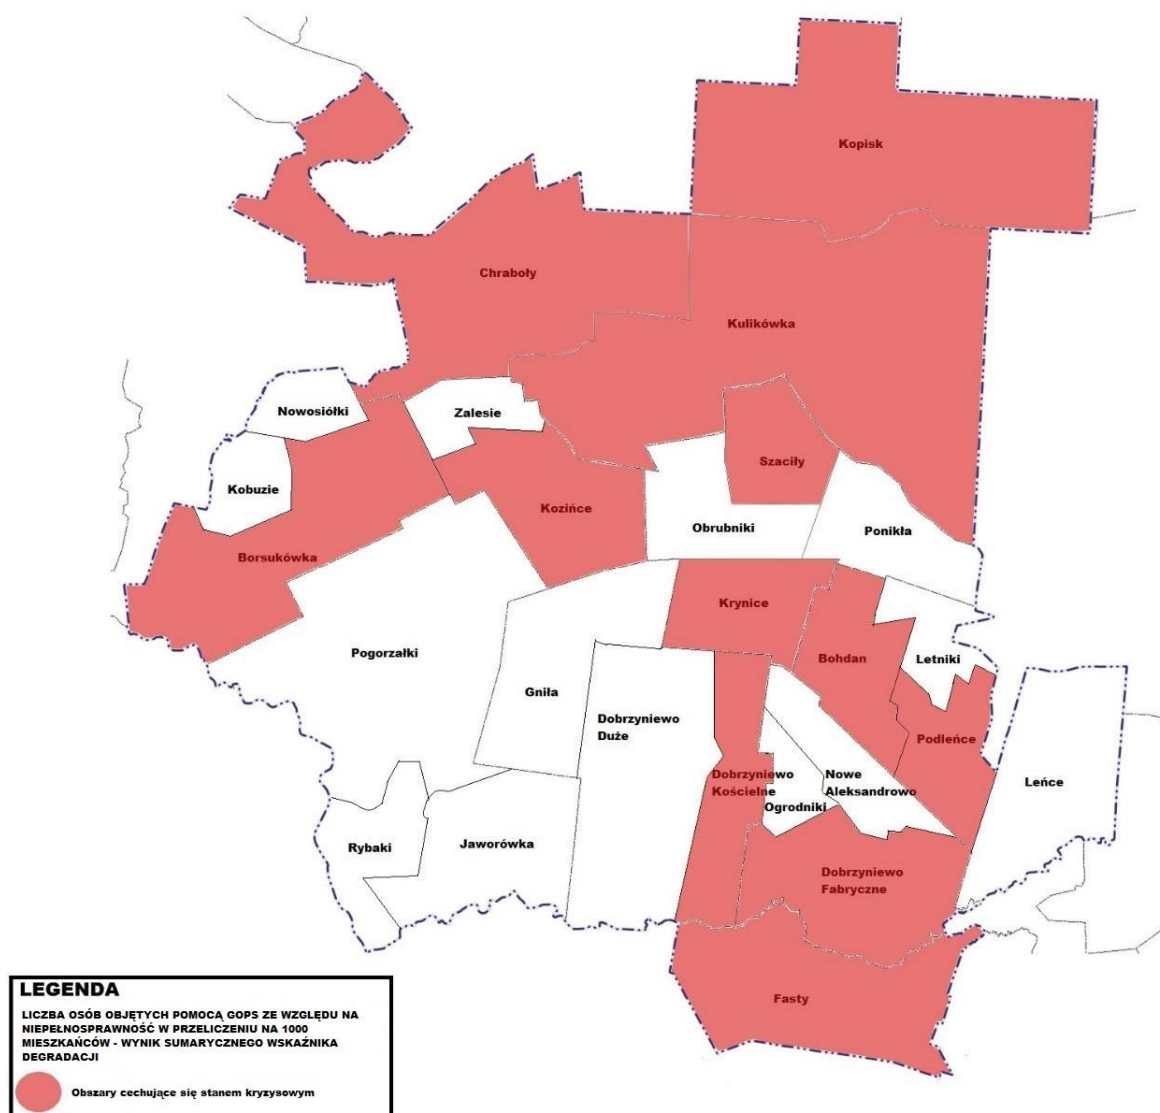 Kopisk
Chraboły
Kulikówka
Nowosiółki
Zalesie
Szaciły
Kobuzie
Kozińce
Obrubniki
Ponikła
Borsukówka
Krynice
Pogorzałki
Bohdan
Letniki
Gniła
Dobrzyniewo
Duże
Podleńce
Dobrzyniewo
Kościelne
Nowe
Aleksandrowo
Ogrodniki
Leńce
Rybaki
Jaworówka
Dobrzyniewo
Fabryczne
Fasty
LEGENDA
LICZBA OSÓB OBJĘTYCH POMOCĄ GOPS ZE WZGLĘDU NA
NIEPEŁNOSPRAWNOŚĆ W PRZELICZENIU NA 1000
MIESZKAŃCÓW - WYNIK SUMARYCZNEGO WSKAŹNIKA
DEGRADACJI
Obszary cechujące się stanem kryzysowym